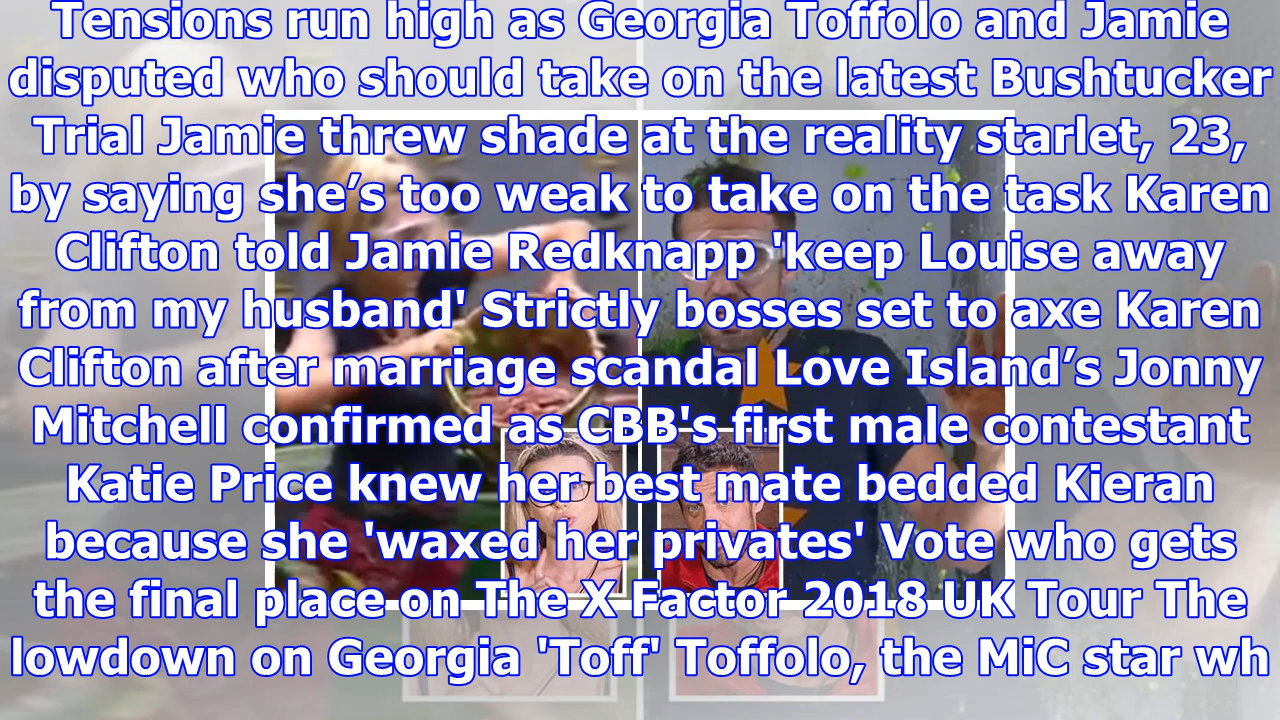 Tensions run high as Georgia Toffolo and Jamie
disputed who should take on the latest Bushtucker
Trial Jamie threw shade at the reality starlet, 23,
by saying she’s too weak to take on the task Karen
Clifton told Jamie Redknapp 'keep Louise away
from my husband' Strictly bosses set to axe Karen
Clifton after marriage scandal Love Island’s Jonny
Mitchell confirmed as CBB's first male contestant
Katie Price knew her best mate bedded Kieran
because she 'waxed her privates' Vote who gets
the final place on The X Factor 2018 UK Tour The
lowdown on Georgia 'Toff' Toffolo, the MiC star wh